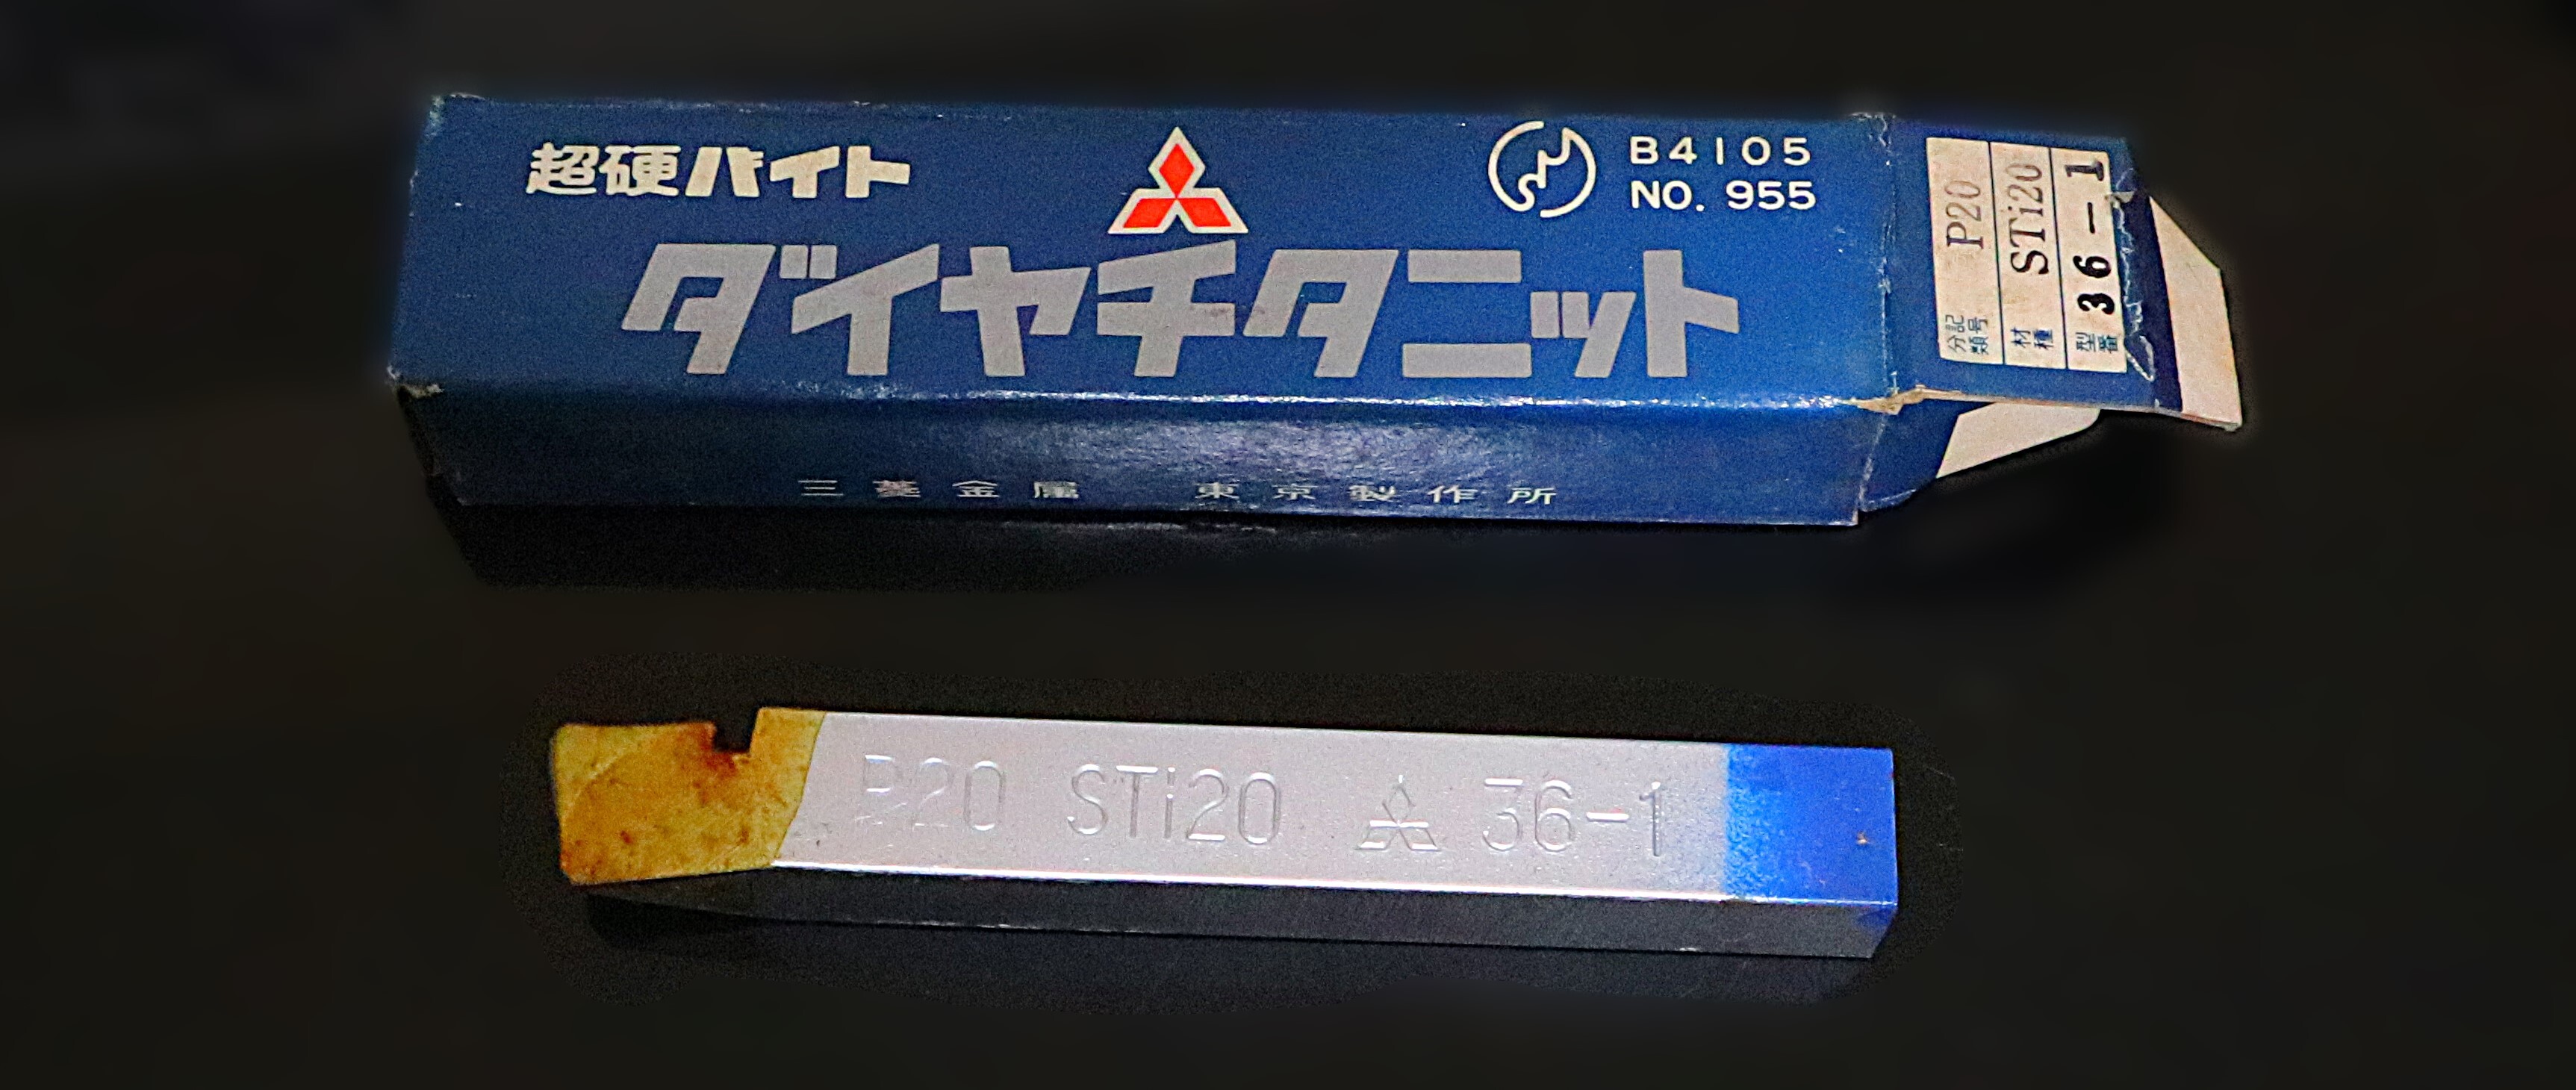 超硬バイト
B4105
NO. 955
ダイヤチタニット
三菱金属 東京製作所
分類記号 P20
材種 STi20
型番 36-1
P20 STi20 36-1